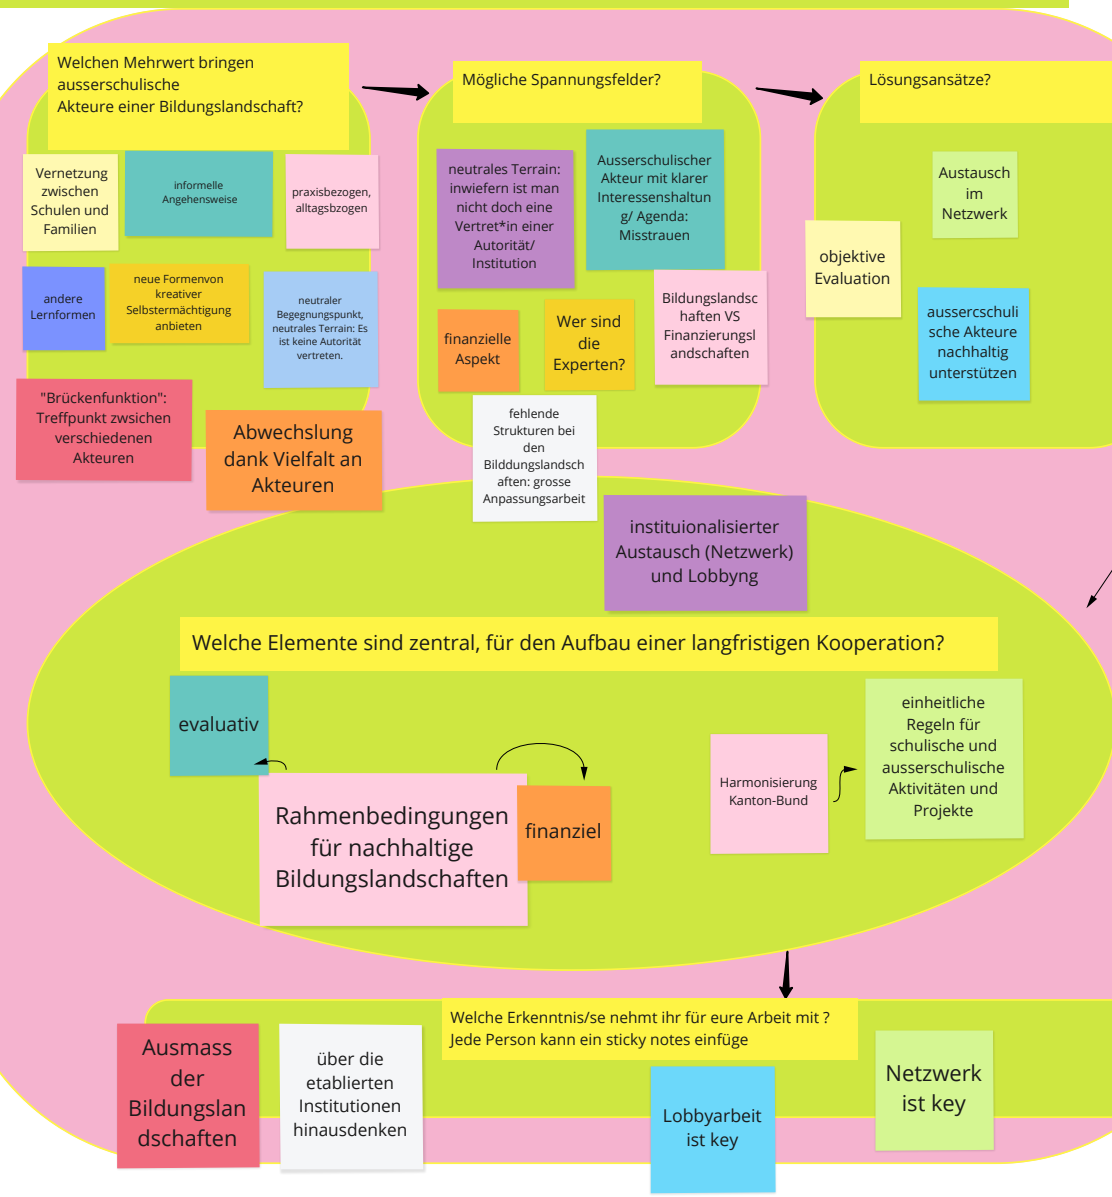 Welchen Mehrwert bringen
ausserschulische
Akteure einer Bildungslandschaft?
Vernetzung
zwischen
Schulen und
Familien
informelle
Angehensweise
praxisbezogen,
alltagsbzogen
andere
Lernformen
neue Formenvon
kreativer
Selbstermächtigung
anbieten
neutraler
Begegnungspunkt,
neutrales Terrain: Es
ist keine Autorität
vertreten.
"Brückenfunktion":
Treffpunkt zwsichen
verschiedenen
Akteuren
Abwechslung
dank Vielfalt an
Akteuren
Mögliche Spannungsfelder?
neutrales Terrain:
inwiefern ist man
nicht doch eine
Vertret*in einer
Autorität/
Institution
Ausserschulischer
Akteur mit klarer
Interessenshaltun
g/ Agenda:
Misstrauen
finanzielle
Aspekt
Wer sind
die
Experten?
Bildungslandsc
haften VS
Finanzierungsl
andschaften
fehlende
Strukturen bei
den
Bilddungslandsch
aften: grosse
Anpassungsarbeit
Lösungsansätze?
Austausch
im
Netzwerk
objektive
Evaluation
aussercschuli
sche Akteure
nachhaltig
unterstützen
instituionalisierter
Austausch (Netzwerk)
und Lobbyng
Welche Elemente sind zentral, für den Aufbau einer langfristigen Kooperation?
evaluativ
Rahmenbedingungen
für nachhaltige
Bildungslandschaften
finanziel
Harmonisierung
Kanton-Bund
einheitliche
Regeln für
schulische und
ausserschulische
Aktivitäten und
Projekte
Welche Erkenntnis/se nehmt ihr für eure Arbeit mit ?
Jede Person kann ein sticky notes einfüge
Ausmass
der
Bildungslan
dschaften
über die
etablierten
Institutionen
hinausdenken
Lobbyarbeit
ist key
Netzwerk
ist key